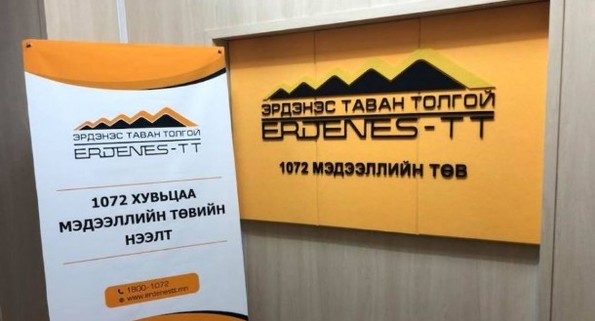 ЭРДЭНЭС ТАВАН ТОЛГОЙ
ERDENES-TT
1072 ХУВЬЦАА
МЭДЭЭЛЛИЙН ТӨВИЙН
НЭЭЛТ
1800-1072
www.erdenestt.mn
ЭРДЭНЭС ТАВАН ТОЛГОЙ
ERDENES-TT
1072 МЭДЭЭЛЛИЙН ТӨВ